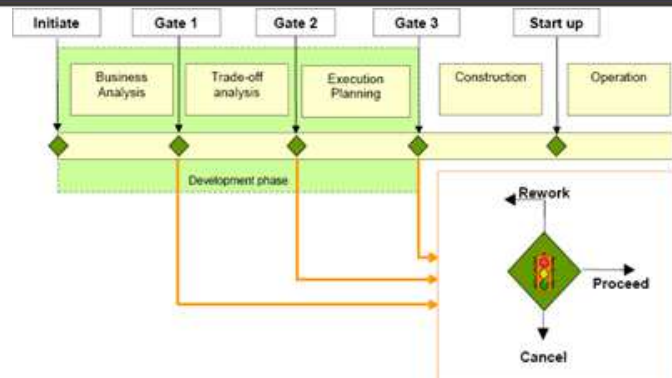 Initiate
Gate 1
Gate 2
Gate 3
Start up
Business
Analysis
Trade-off
analysis
Execution
Planning
Construction
Operation
Development phase
Rework
Proceed
Cancel